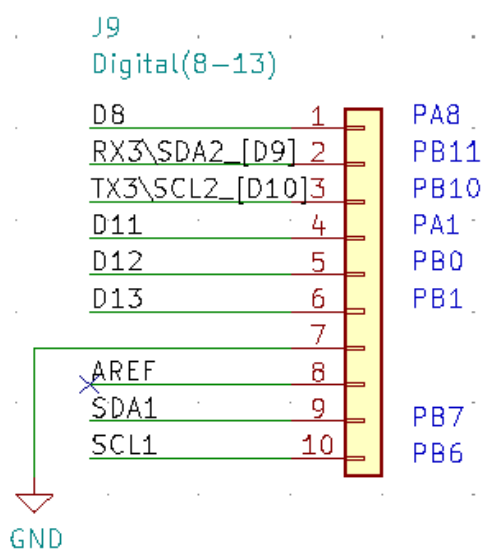 J9
Digital(8-13)
D8 1 PA8
RX3\SDA2_[D9] 2 PB11
TX3\SCL2_[D10] 3 PB10
D11 4 PA1
D12 5 PB0
D13 6 PB1
7
AREF 8
SDA1 9 PB7
SCL1 10 PB6
GND